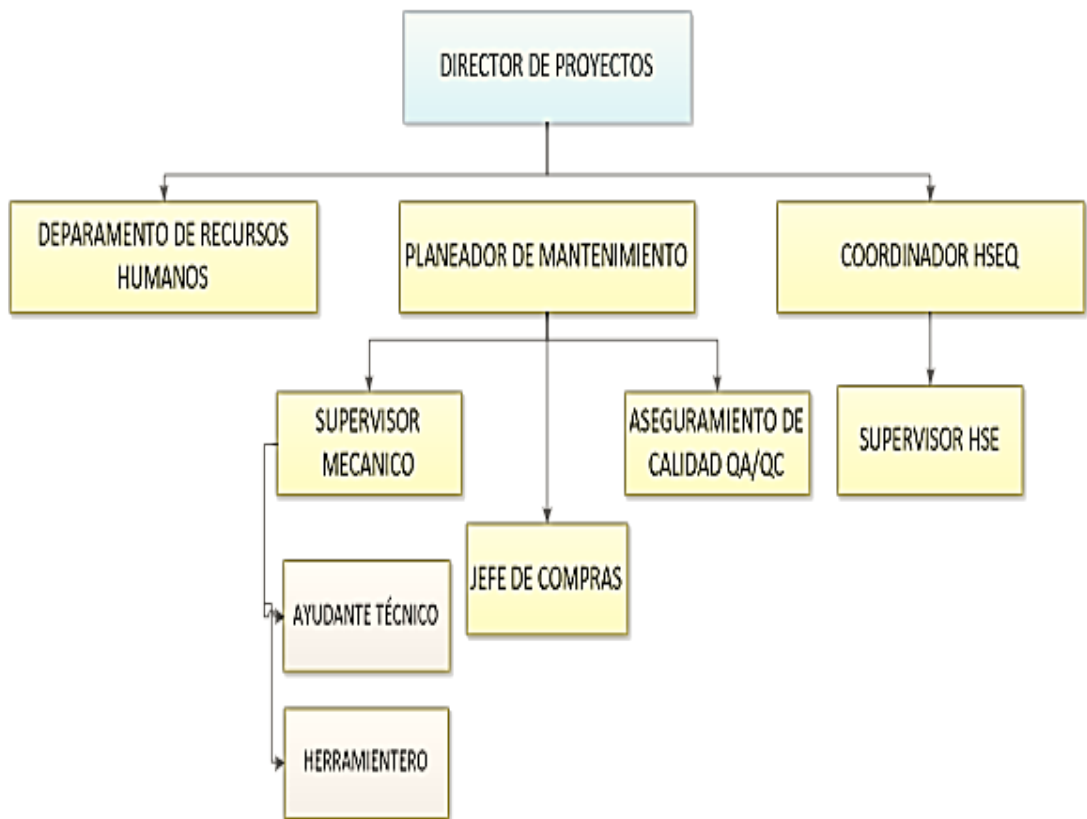 DIRECTOR DE PROYECTOS
DEPARAMENTO DE RECURSOS
HUMANOS
PLANEADOR DE MANTENIMIENTO
COORDINADOR HSEQ
SUPERVISOR
MECANICO
ASEGURAMIENTO DE
CALIDAD QA/QC
SUPERVISOR HSE
JEFE DE COMPRAS
AYUDANTE TÉCNICO
HERRAMIENTERO